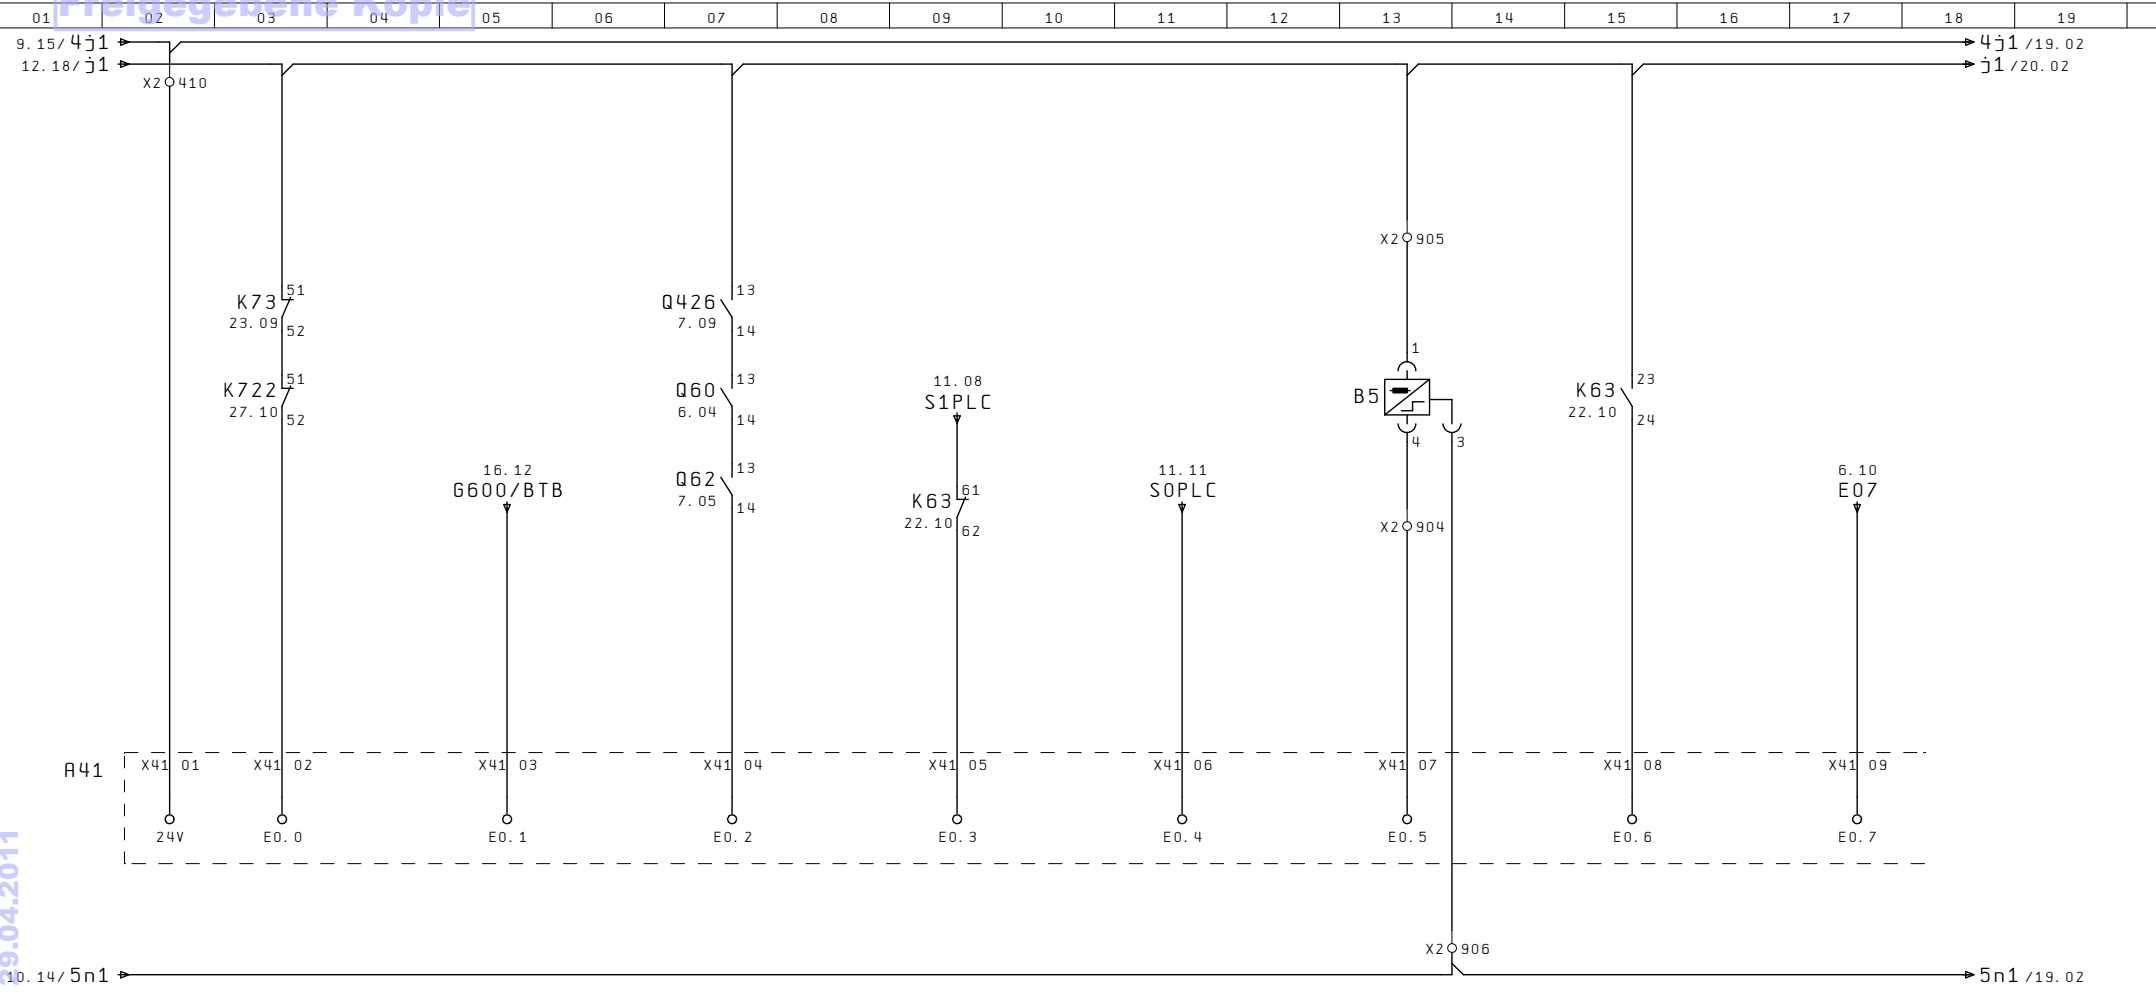 Freigegebene Kopie
01 02 03 04 05 06 07 08 09 10 11 12 13 14 15 16 17 18 19
9.15/4j1 4j1/19.02
12.18/j1 j1/20.02
X2 410
X2 905
K73 51
23.09 52
Q426 13
7.09 14
1
K722 51
27.10 52
Q60 13
6.04 14
11.08
S1PLC
B5
4 3
K63 23
22.10 24
16.12
G600/BTB
Q62 13
7.05 14
K63 61
22.10 62
11.11
S0PLC
X2 904
6.10
E07
A41
X41 01 X41 02 X41 03 X41 04 X41 05 X41 06 X41 07 X41 08 X41 09
24V E0.0 E0.1 E0.2 E0.3 E0.4 E0.5 E0.6 E0.7
29.04.2011
X2 906
10.14/5n1 5n1/19.02